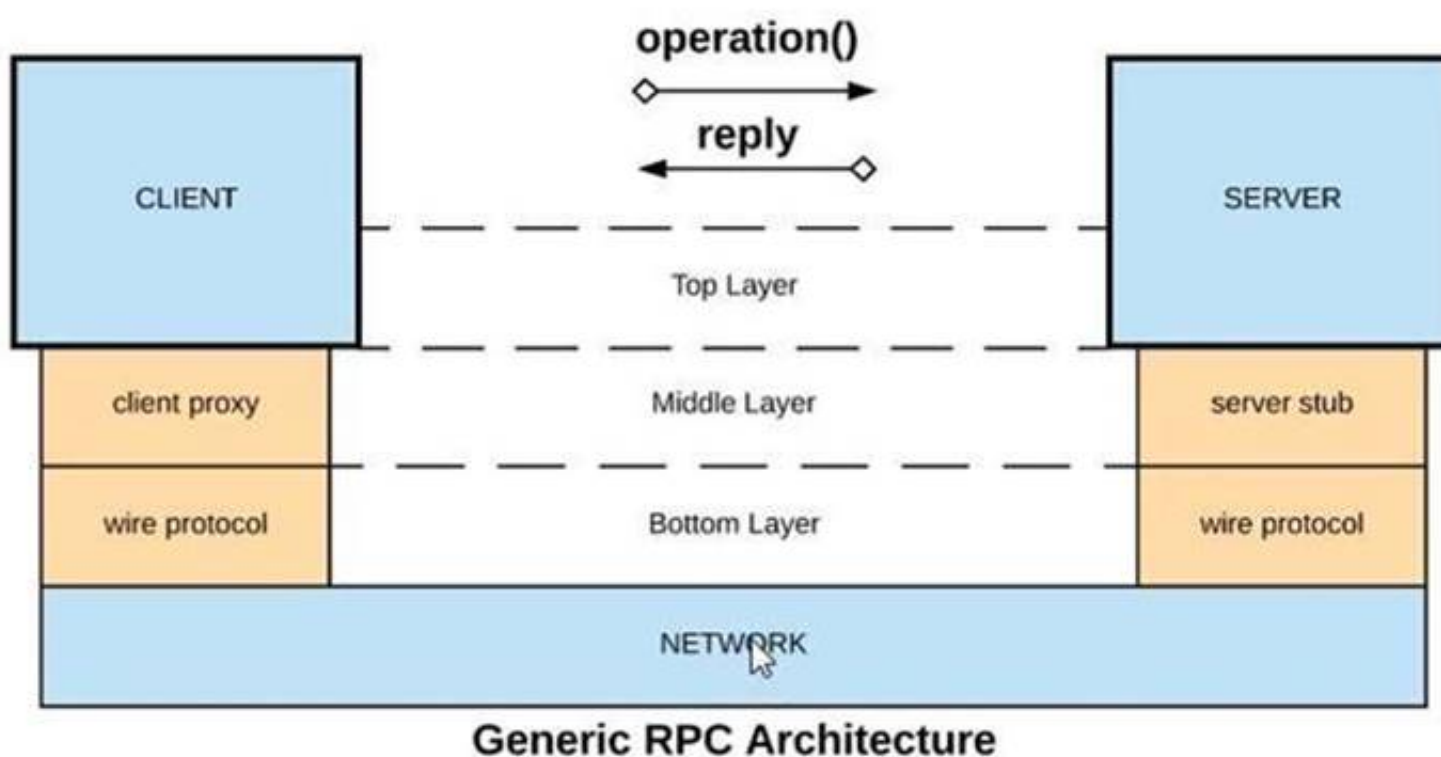 operation()
reply
CLIENT
SERVER
Top Layer
client proxy
Middle Layer
server stub
wire protocol
Bottom Layer
wire protocol
NETWORK
Generic RPC Architecture